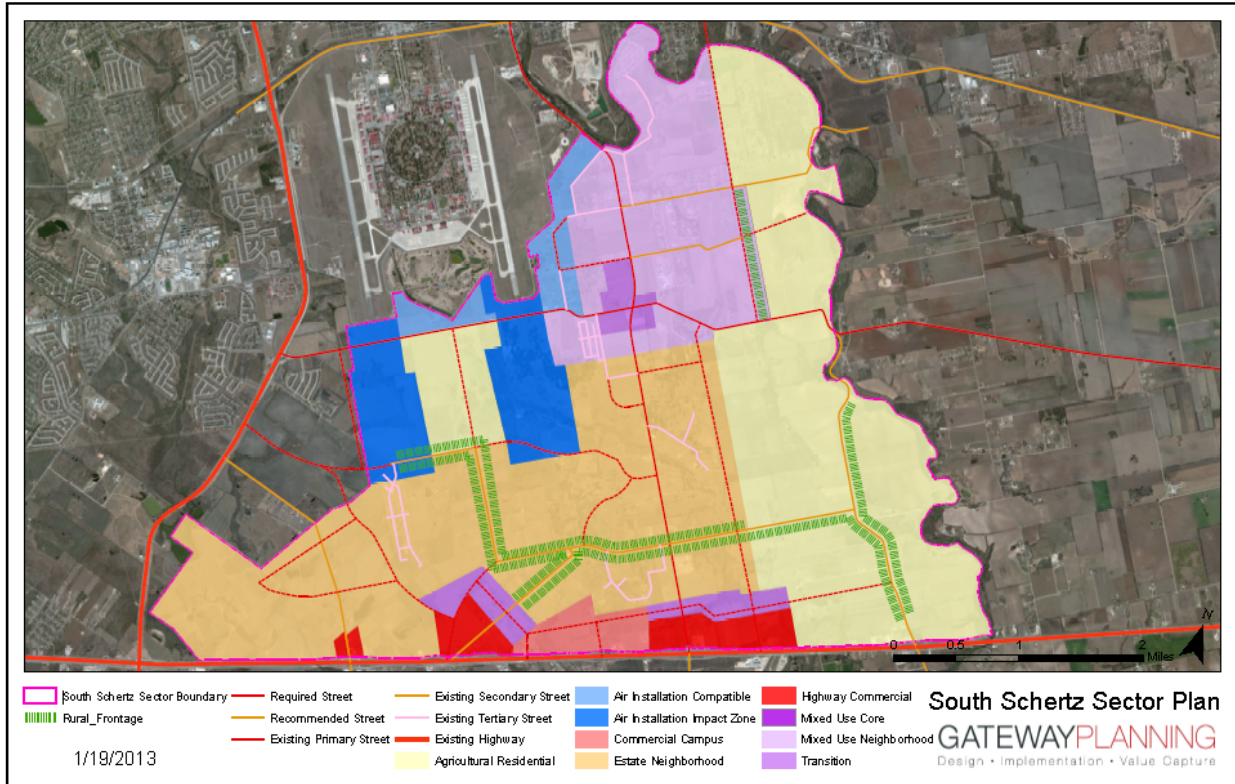 N
0 0.5 1 2
Miles
South Schertz Sector Boundary
Rural_Frontage
1/19/2013
Required Street
Recommended Street
Existing Primary Street
Existing Secondary Street
Existing Tertiary Street
Existing Highway
Agricultural Residential
Air Installation Compatible
Air Installation Impact Zone
Commercial Campus
Estate Neighborhood
Highway Commercial
Mixed Use Core
Mixed Use Neighborhood
Transition
South Schertz Sector Plan
GATEWAYPLANNING
Design • Implementation • Value Capture